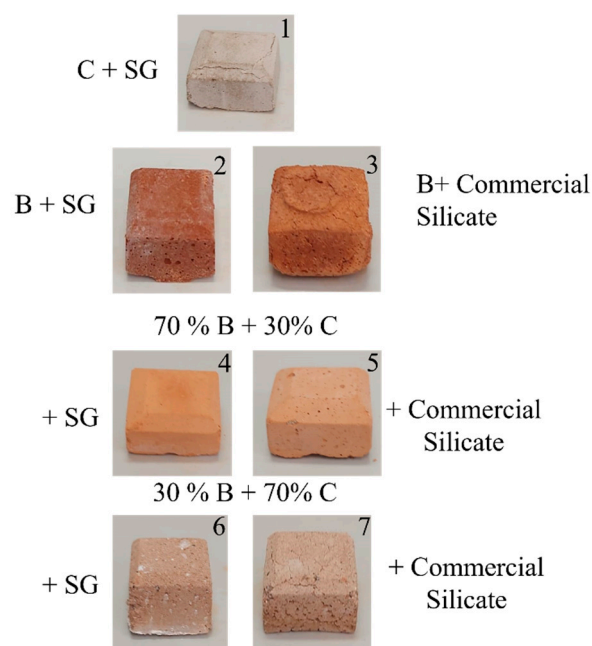 1
C + SG
2
3
B + SG
B+ Commercial
Silicate
70 % B + 30% C
4
5
+ SG
+ Commercial
Silicate
30 % B + 70% C
6
7
+ SG
+ Commercial
Silicate